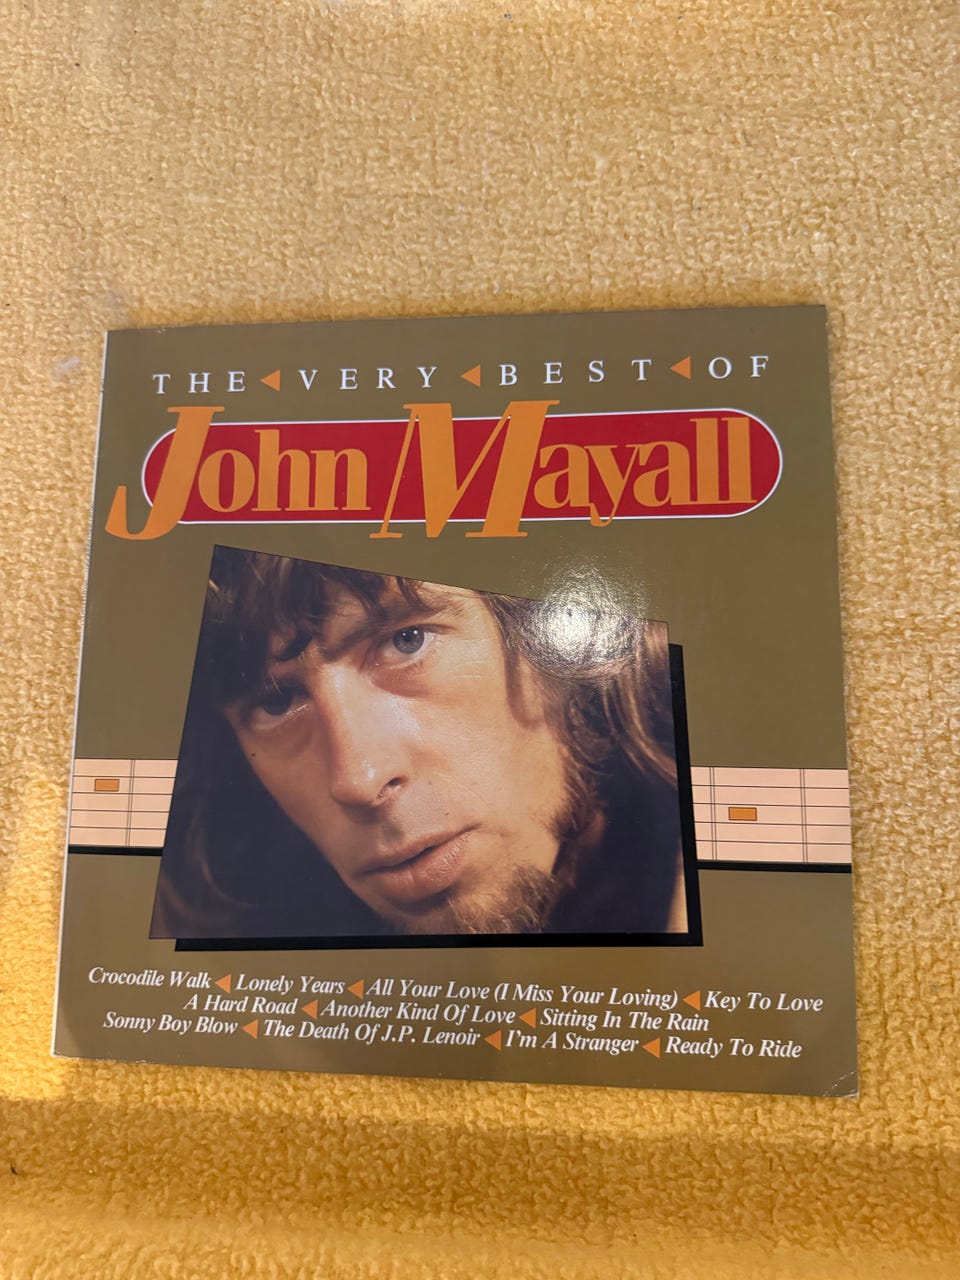 THE VERY BEST OF
John Mayall
Crocodile Walk Lonely Years All Your Love (I Miss Your Loving) Key To Love
A Hard Road Another Kind Of Love Sitting In The Rain
Sonny Boy Blow The Death Of J.P. Lenoir I'm A Stranger Ready To Ride